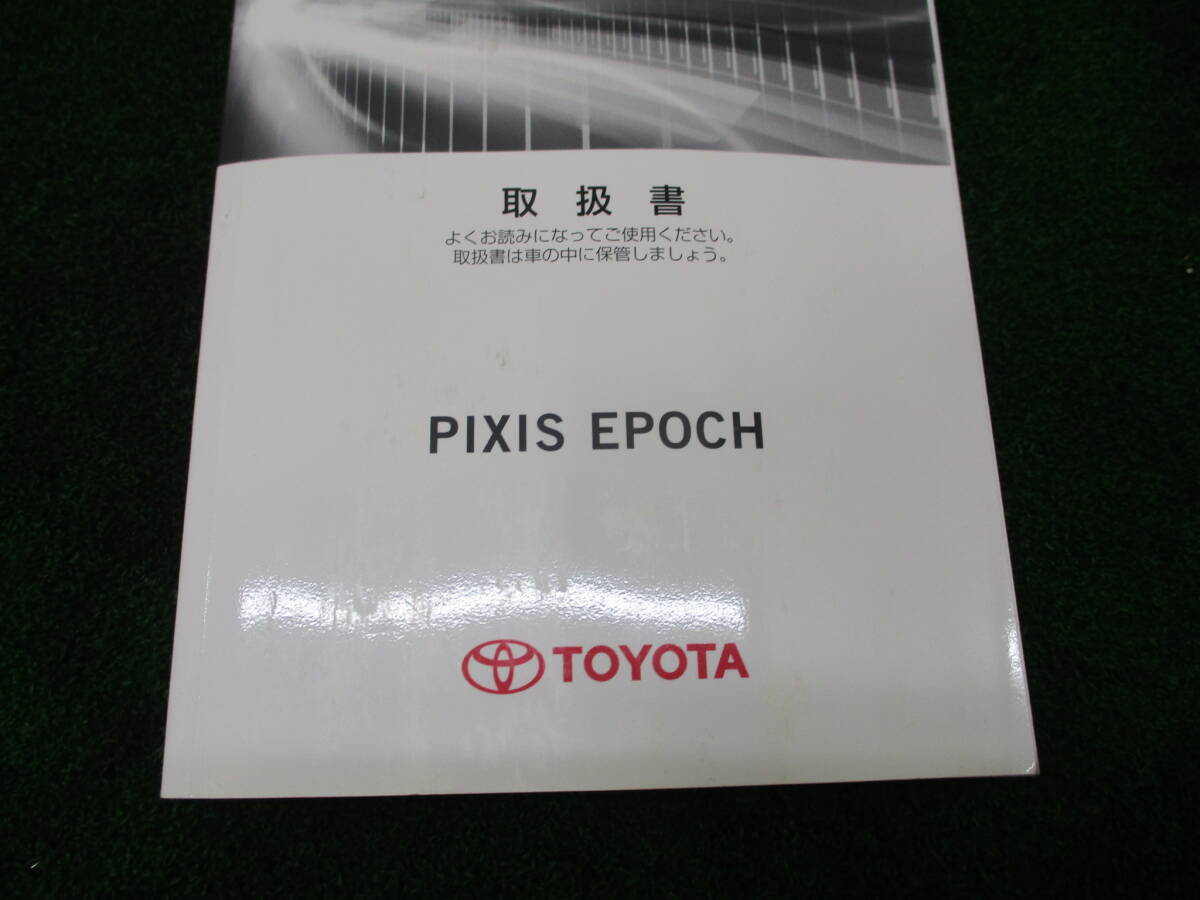 取扱書
よくお読みになってご使用ください。
取扱書は車の中に保管しましょう。
PIXIS EPOCH
TOYOTA